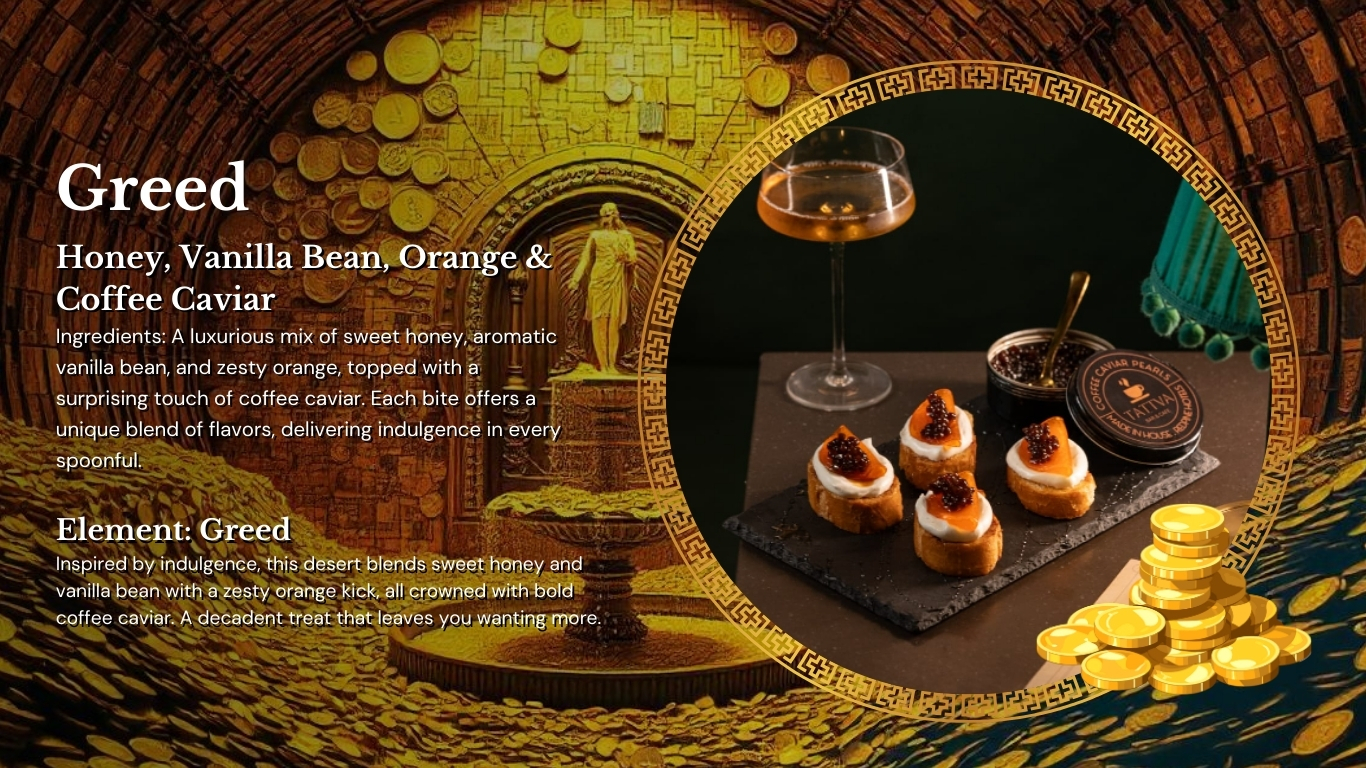 Greed
Honey, Vanilla Bean, Orange &
Coffee Caviar
Ingredients: A luxurious mix of sweet honey, aromatic
vanilla bean, and zesty orange, topped with a
surprising touch of coffee caviar. Each bite offers a
unique blend of flavors, delivering indulgence in every
spoonful.
Element: Greed
Inspired by indulgence, this desert blends sweet honey and
vanilla bean with a zesty orange kick, all crowned with bold
coffee caviar. A decadent treat that leaves you wanting more.
COFFEE CAVIAR PEARLS
TATTVA
MADE IN HOUSE